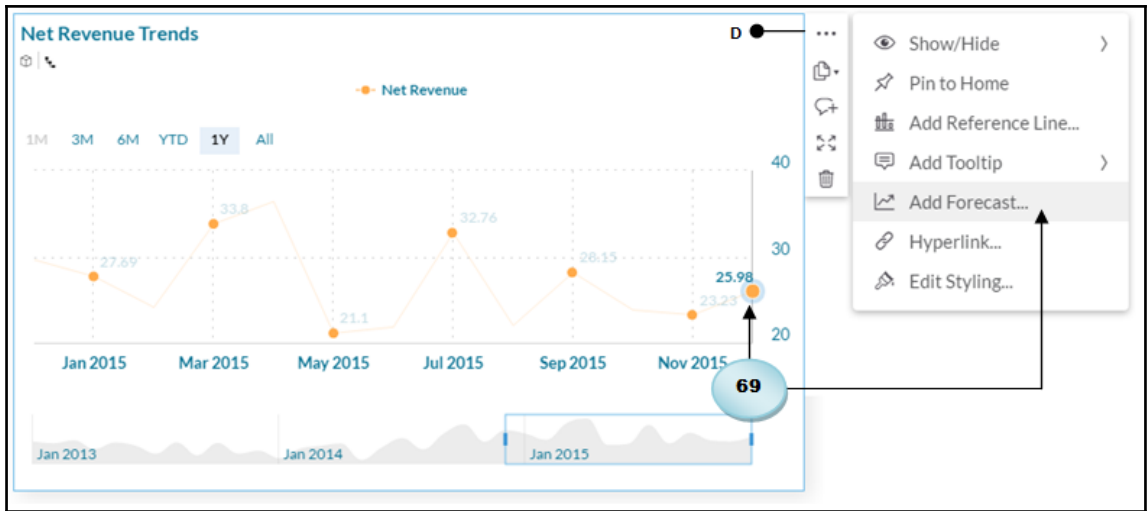 Net Revenue Trends
D
Net Revenue
1M 3M 6M YTD 1Y All
40
30
20
27.69
33.8
21.1
32.76
28.15
23.23
25.98
Jan 2015 Mar 2015 May 2015 Jul 2015 Sep 2015 Nov 2015
69
Jan 2013 Jan 2014 Jan 2015
Show/Hide
Pin to Home
Add Reference Line...
Add Tooltip
Add Forecast...
Hyperlink...
Edit Styling...